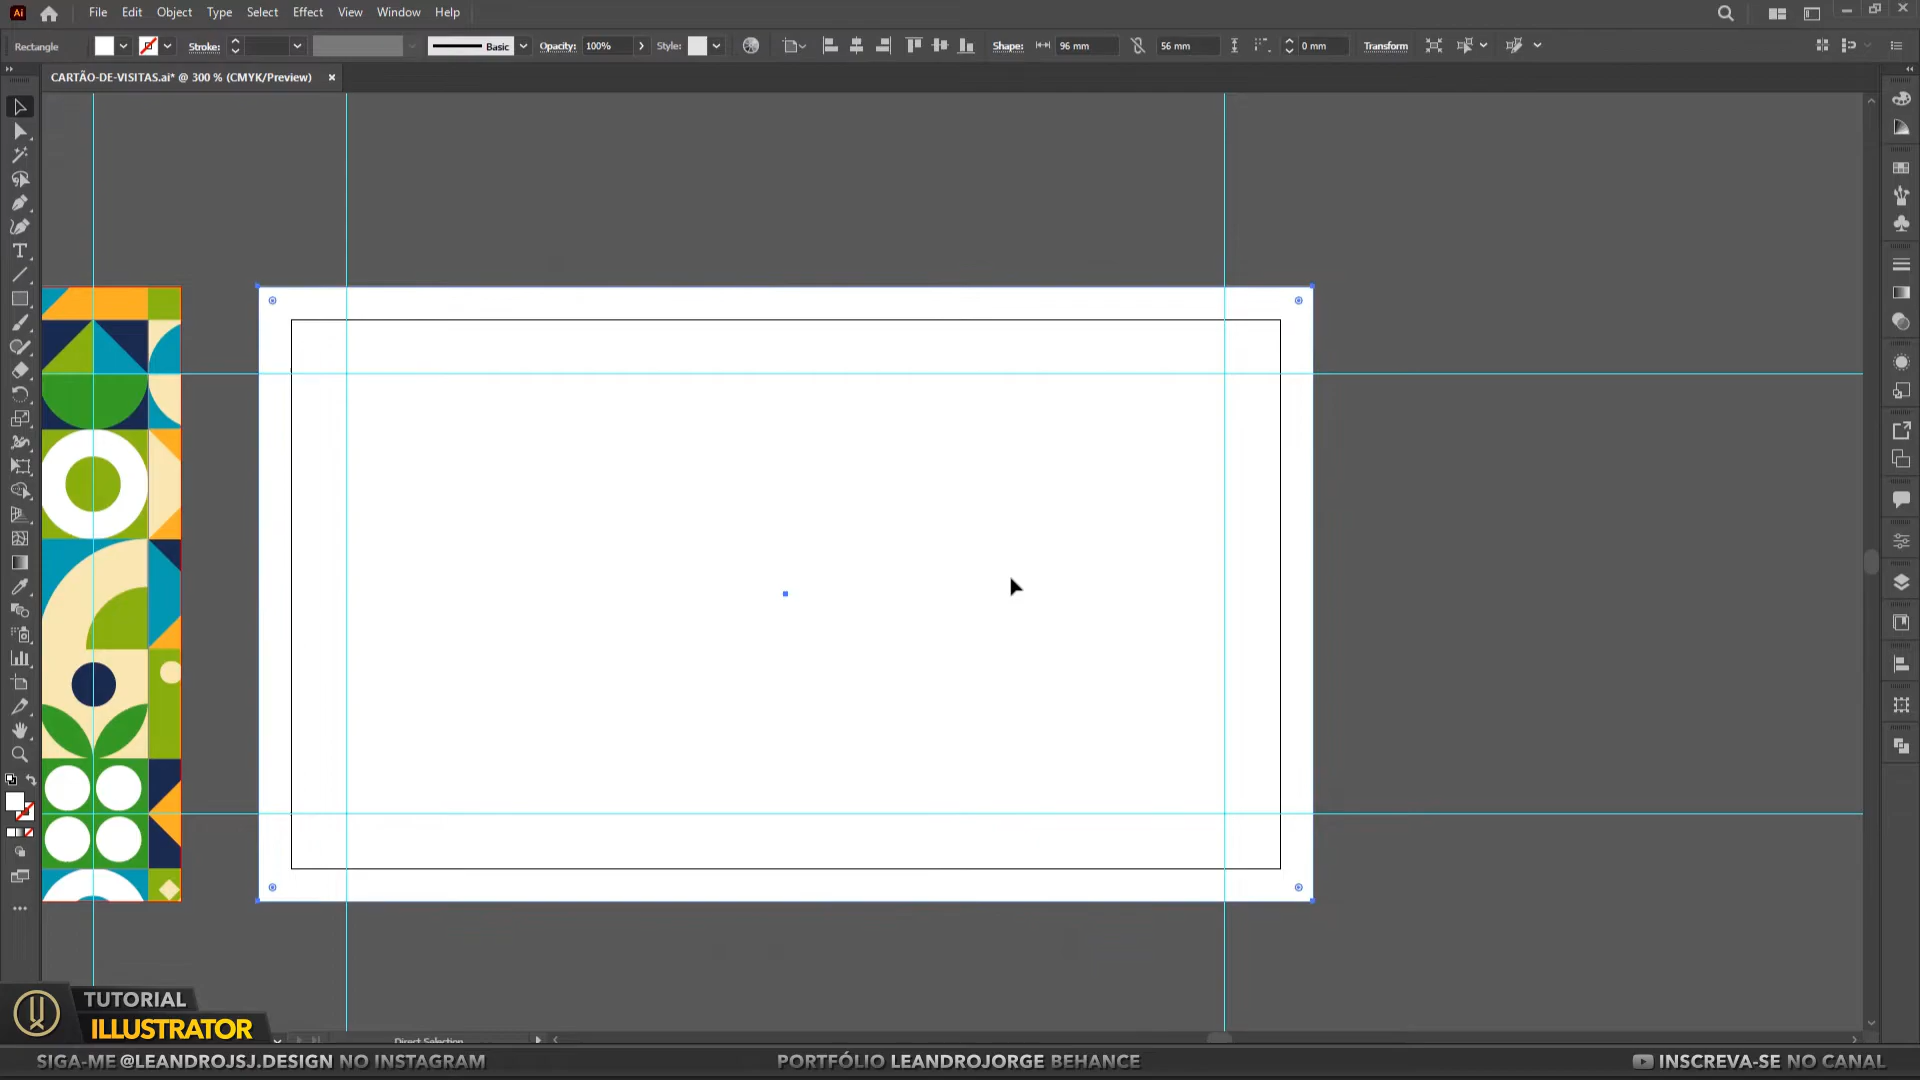 Ai File Edit Object Type Select Effect View Window Help
Rectangle Stroke: Basic Opacity: 100% Style: Shape: 96 mm 56 mm 0 mm Transform
CARTÃO-DE-VISITAS.ai* @ 300 % (CMYK/Preview) ×
Direct Selection
TUTORIAL
ILLUSTRATOR
SIGA-ME @LEANDROJSJ.DESIGN NO INSTAGRAM PORTFÓLIO LEANDROJORGE BEHANCE INSCREVA-SE NO CANAL